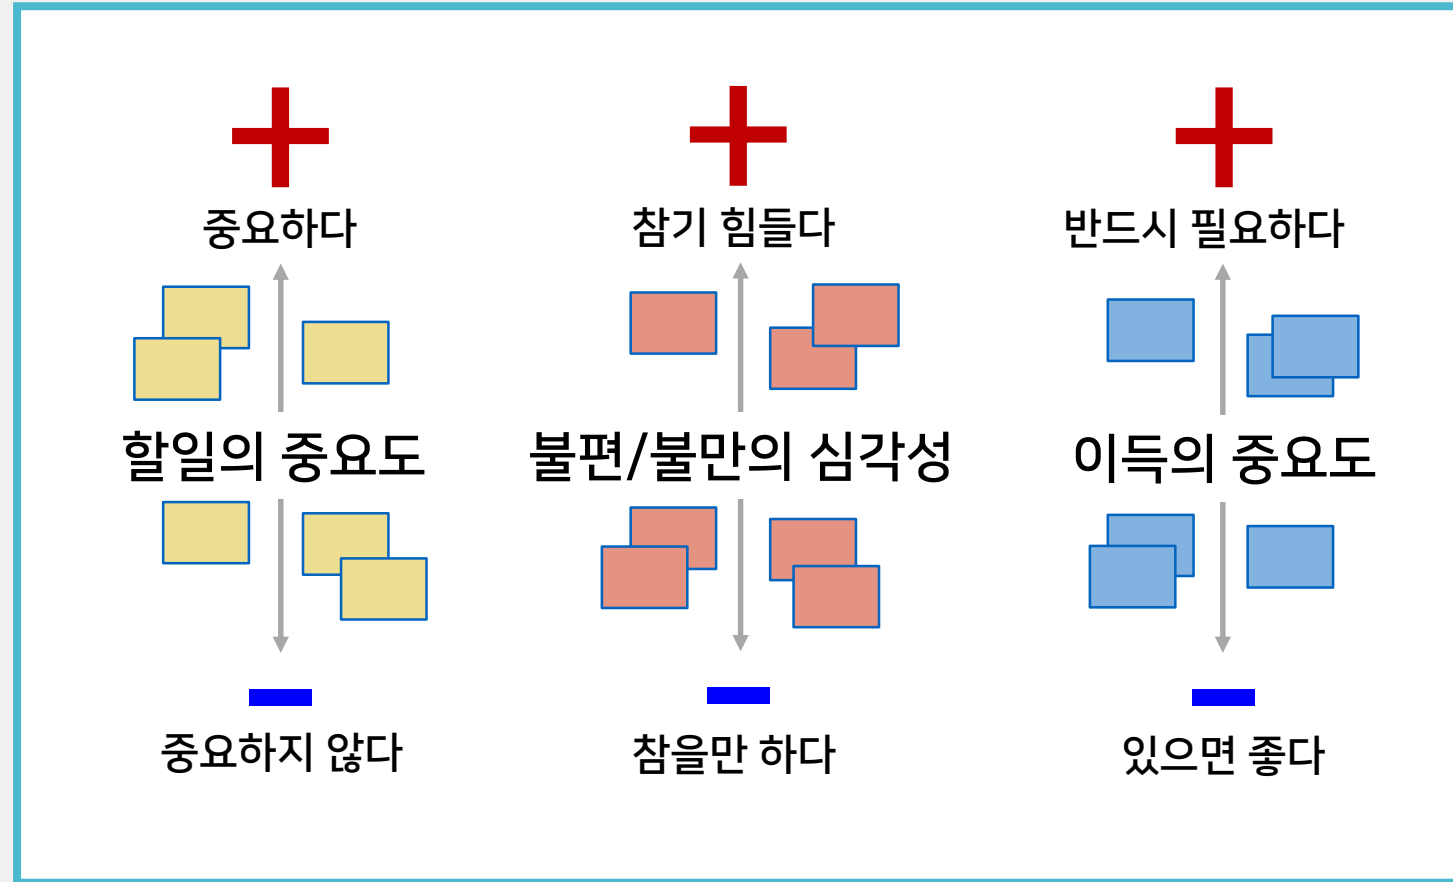 중요하다
참기 힘들다
반드시 필요하다
할일의 중요도
불편/불만의 심각성
이득의 중요도
중요하지 않다
참을만 하다
있으면 좋다